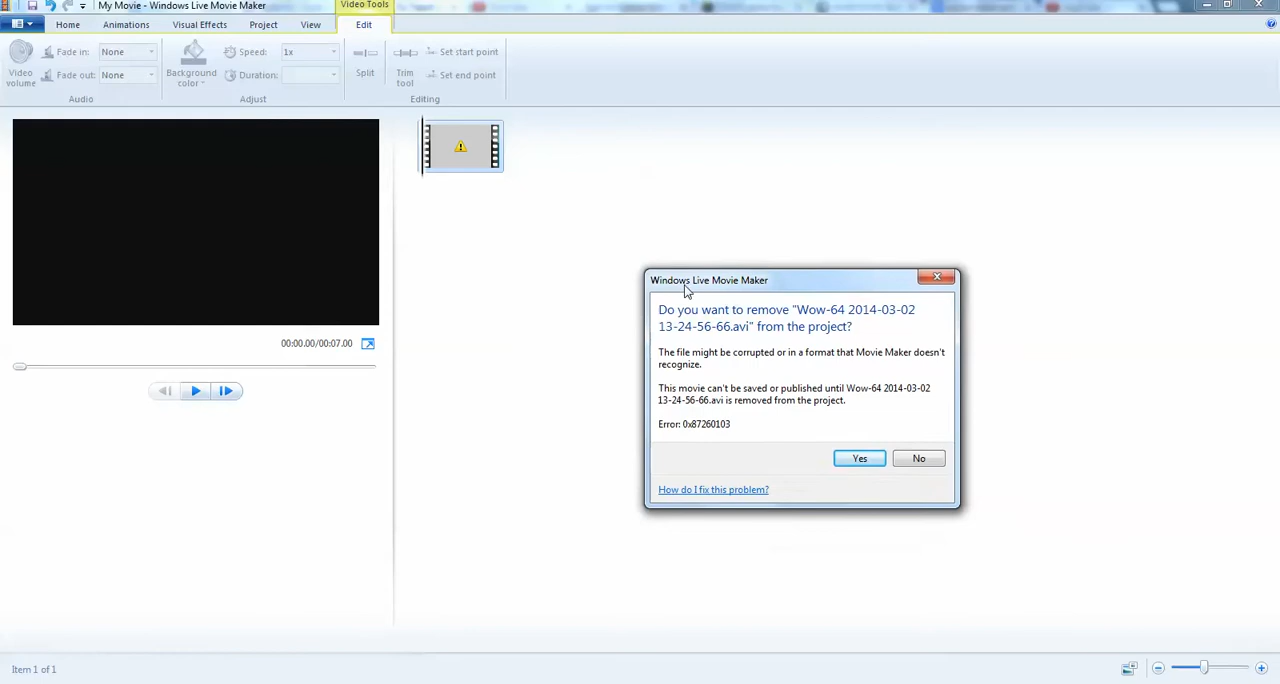 My Movie - Windows Live Movie Maker
Video Tools
Home Animations Visual Effects Project View Edit
Video volume
Fade in: None
Fade out: None
Audio
Background color
Speed: 1x
Duration:
Adjust
Split
Trim tool
Set start point
Set end point
Editing
00:00.00/00:07.00
Windows Live Movie Maker
Do you want to remove "Wow-64 2014-03-02
13-24-56-66.avi" from the project?
The file might be corrupted or in a format that Movie Maker doesn't
recognize.
This movie can't be saved or published until Wow-64 2014-03-02
13-24-56-66.avi is removed from the project.
Error: 0x87260103
Yes No
How do I fix this problem?
Item 1 of 1